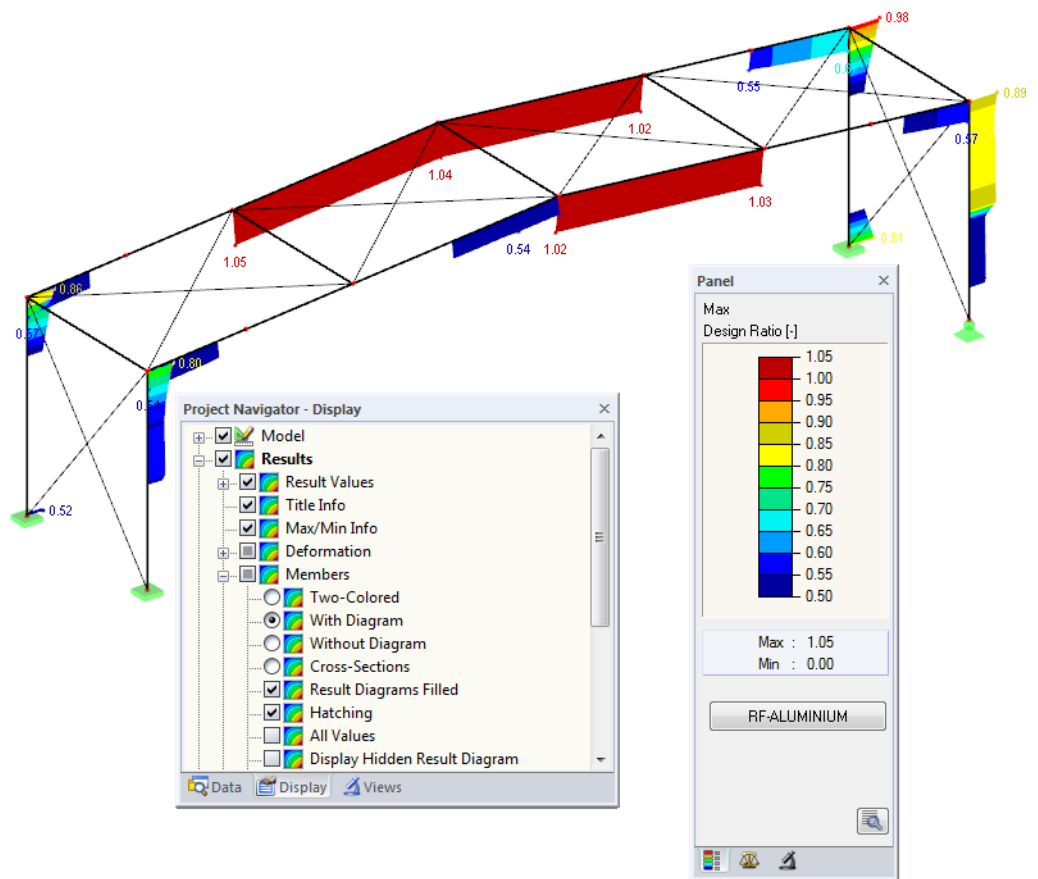 0.98
0.55
0.89
0.57
1.02
1.04
1.03
0.54
1.02
1.05
0.81
0.86
0.57
0.80
0.52
Project Navigator - Display
Model
Results
Result Values
Title Info
Max/Min Info
Deformation
Members
Two-Colored
With Diagram
Without Diagram
Cross-Sections
Result Diagrams Filled
Hatching
All Values
Display Hidden Result Diagram
Data Display Views
Panel
Max
Design Ratio [-]
1.05
1.00
0.95
0.90
0.85
0.80
0.75
0.70
0.65
0.60
0.55
0.50
Max : 1.05
Min : 0.00
RF-ALUMINIUM